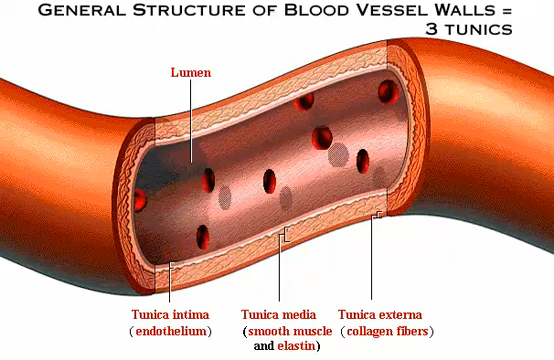 GENERAL STRUCTURE OF BLOOD VESSEL WALLS =
3 TUNICS
Lumen
Tunica intima
(endothelium)
Tunica media
(smooth muscle
and elastin)
Tunica externa
(collagen fibers)